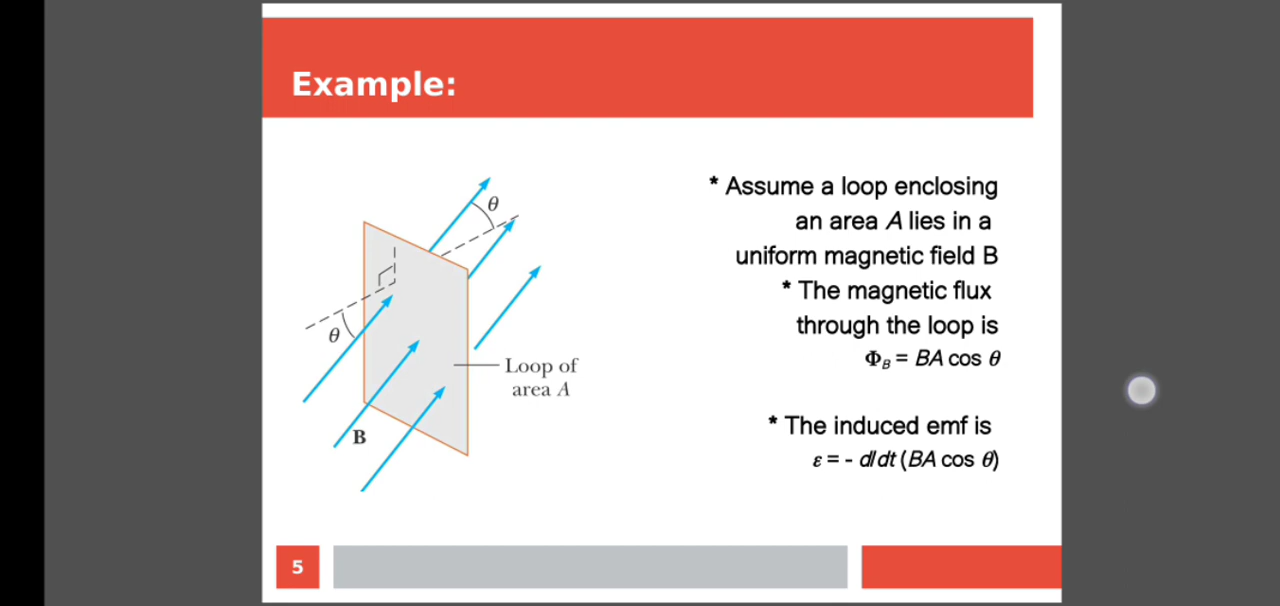 Example:
θ
θ
B
Loop of
area A
* Assume a loop enclosing
an area A lies in a
uniform magnetic field B
* The magnetic flux
through the loop is
Φ_B = BA cos θ
* The induced emf is
ε = - d/dt (BA cos θ)
5